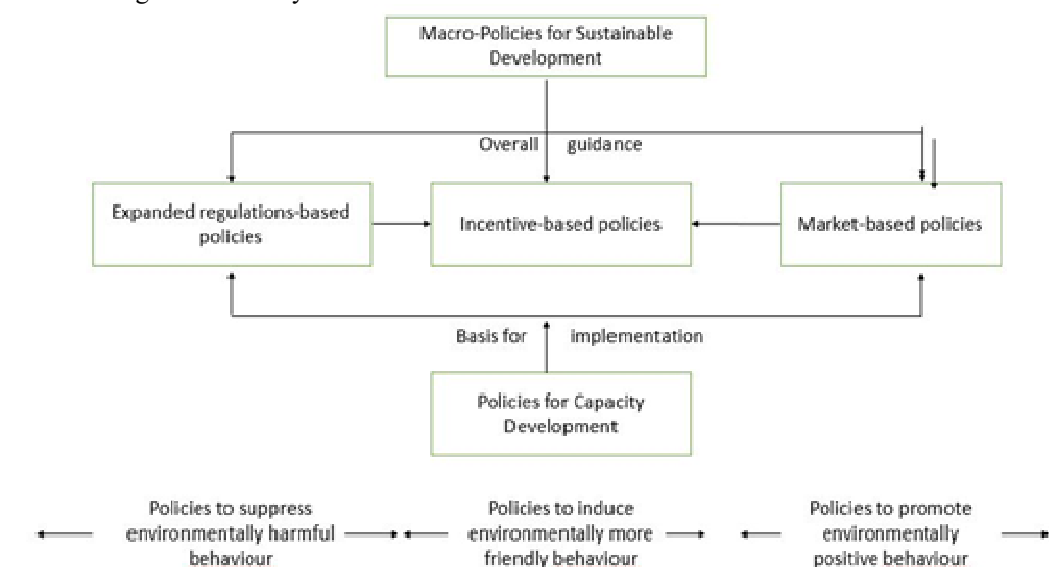 Macro-Policies for Sustainable
Development
Overall guidance
Expanded regulations-based
policies
Incentive-based policies
Market-based policies
Basis for implementation
Policies for Capacity
Development
Policies to suppress
environmentally harmful
behaviour
Policies to induce
environmentally more
friendly behaviour
Policies to promote
environmentally
positive behaviour